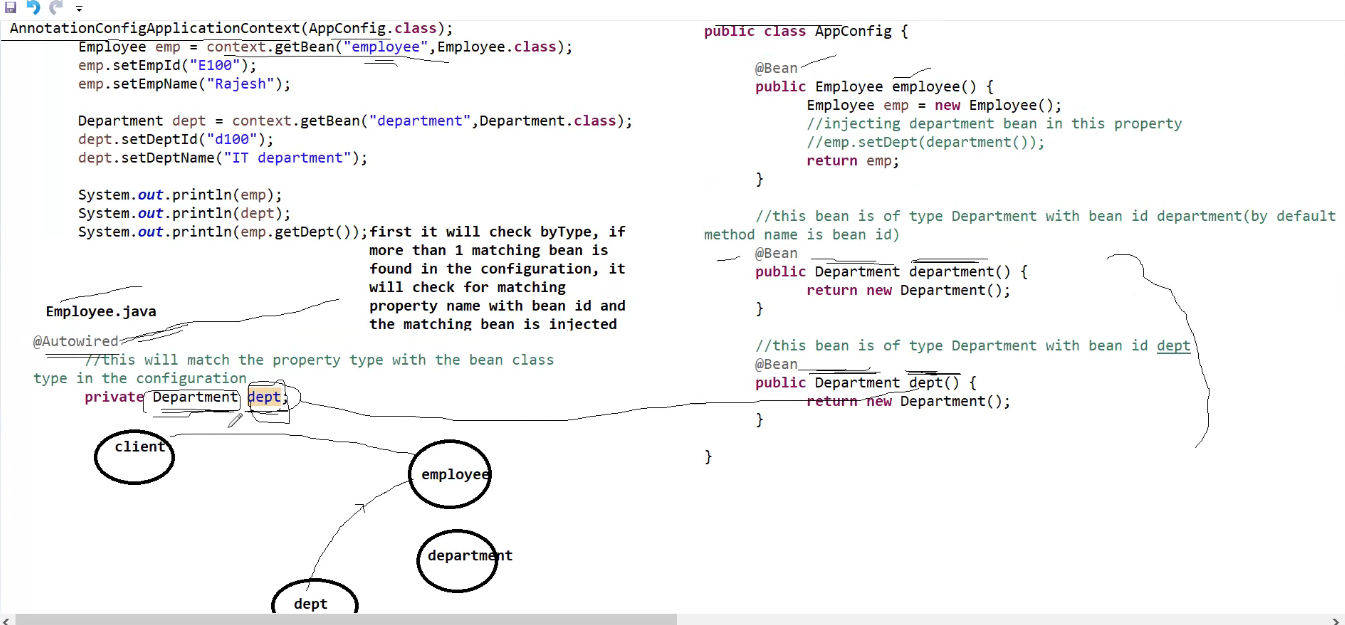 AnnotationConfigApplicationContext(AppConfig.class);
Employee emp = context.getBean("employee",Employee.class);
emp.setEmpId("E100");
emp.setEmpName("Rajesh");
Department dept = context.getBean("department",Department.class);
dept.setDeptId("d100");
dept.setDeptName("IT department");
System.out.println(emp);
System.out.println(dept);
System.out.println(emp.getDept());
first it will check byType, if
more than 1 matching bean is
found in the configuration, it
will check for matching
property name with bean id and
the matching bean is injected
Employee.java
@Autowired
//this will match the property type with the bean class
type in the configuration
private Department dept;
client
employee
department
dept
public class AppConfig {
@Bean
public Employee employee() {
Employee emp = new Employee();
//injecting department bean in this property
//emp.setDept(department());
return emp;
}
//this bean is of type Department with bean id department(by default
method name is bean id)
@Bean
public Department department() {
return new Department();
}
//this bean is of type Department with bean id dept
@Bean
public Department dept() {
return new Department();
}
}